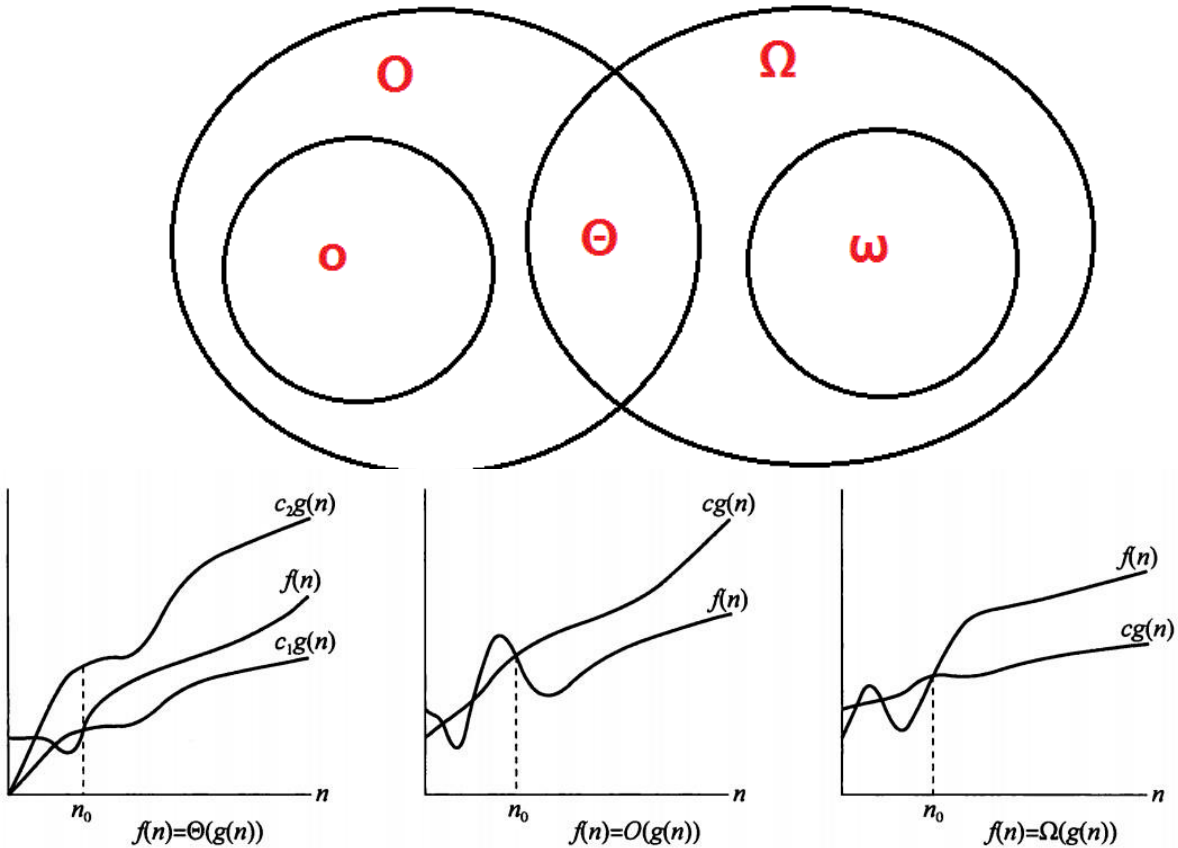 O
Ω
o
Θ
ω
c₂g(n)
f(n)
c₁g(n)
n
n₀
f(n)=Θ(g(n))
cg(n)
f(n)
n
n₀
f(n)=O(g(n))
f(n)
cg(n)
n
n₀
f(n)=Ω(g(n))